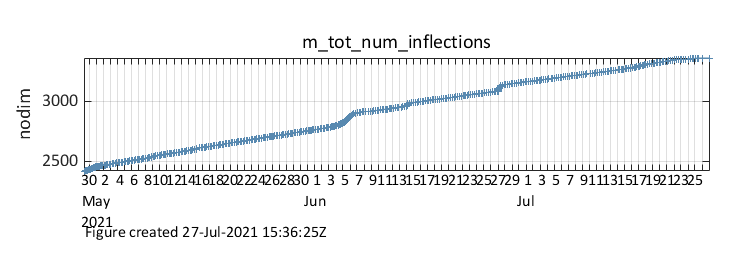 m_tot_num_inflections
nodim
3000
2500
30 2 4 6 8 10 12 14 16 18 20 22 24 26 28 30 1 3 5 7 9 11 13 15 17 19 21 23 25 27 29 1 3 5 7 9 11 13 15 17 19 21 23 25
May Jun Jul
2021
Figure created 27-Jul-2021 15:36:25Z